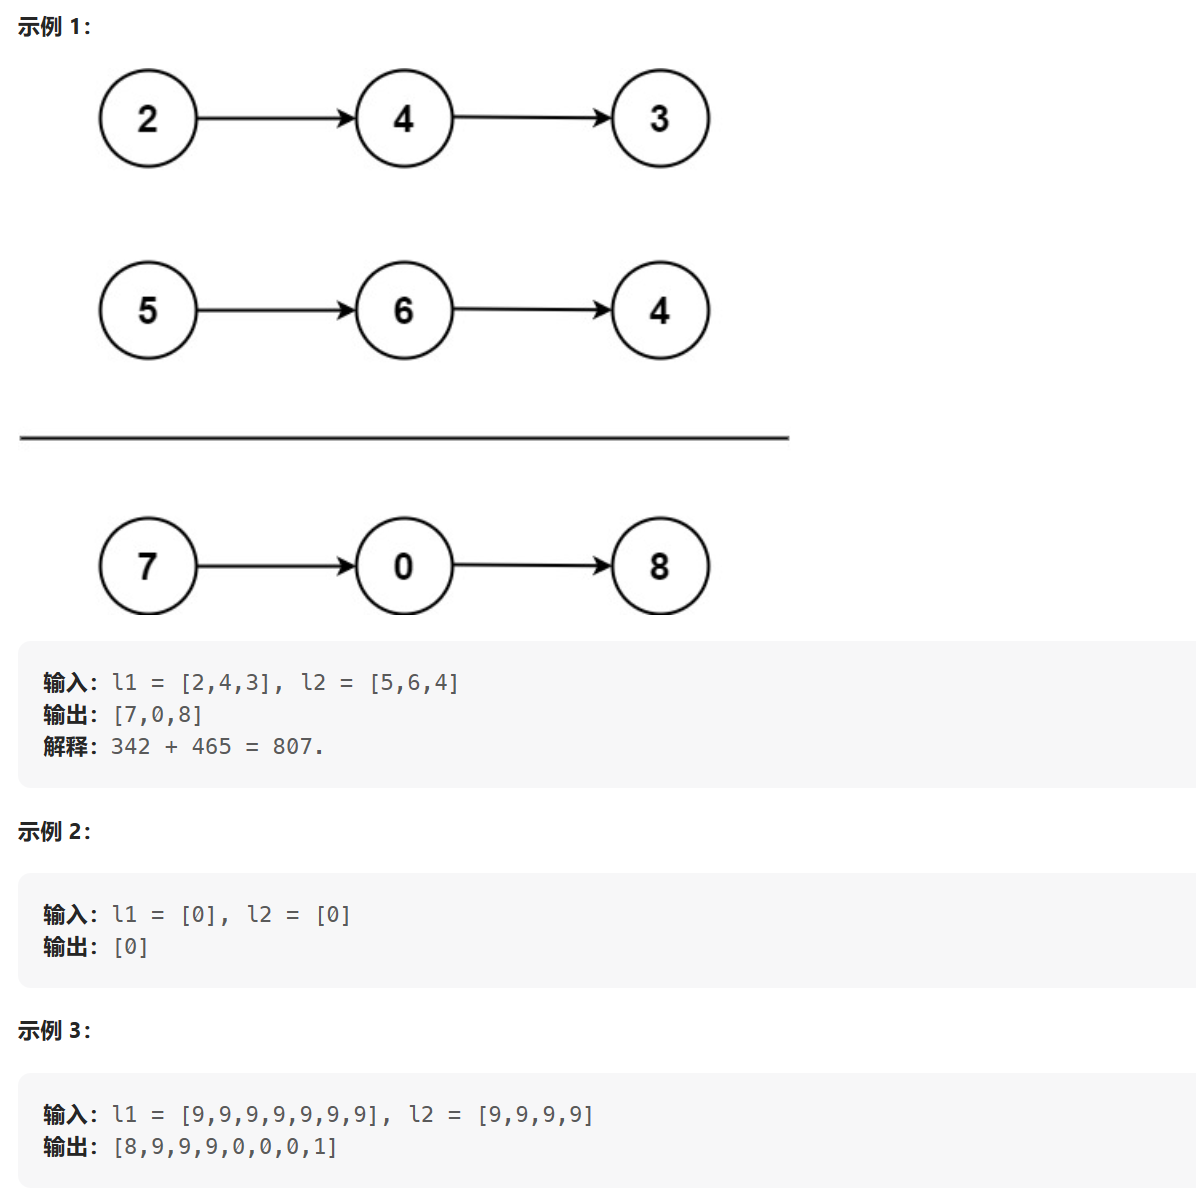 示例 1：
2 4 3
5 6 4
7 0 8
输入：l1 = [2,4,3], l2 = [5,6,4]
输出：[7,0,8]
解释：342 + 465 = 807.
示例 2：
输入：l1 = [0], l2 = [0]
输出：[0]
示例 3：
输入：l1 = [9,9,9,9,9,9,9], l2 = [9,9,9,9]
输出：[8,9,9,9,0,0,0,1]